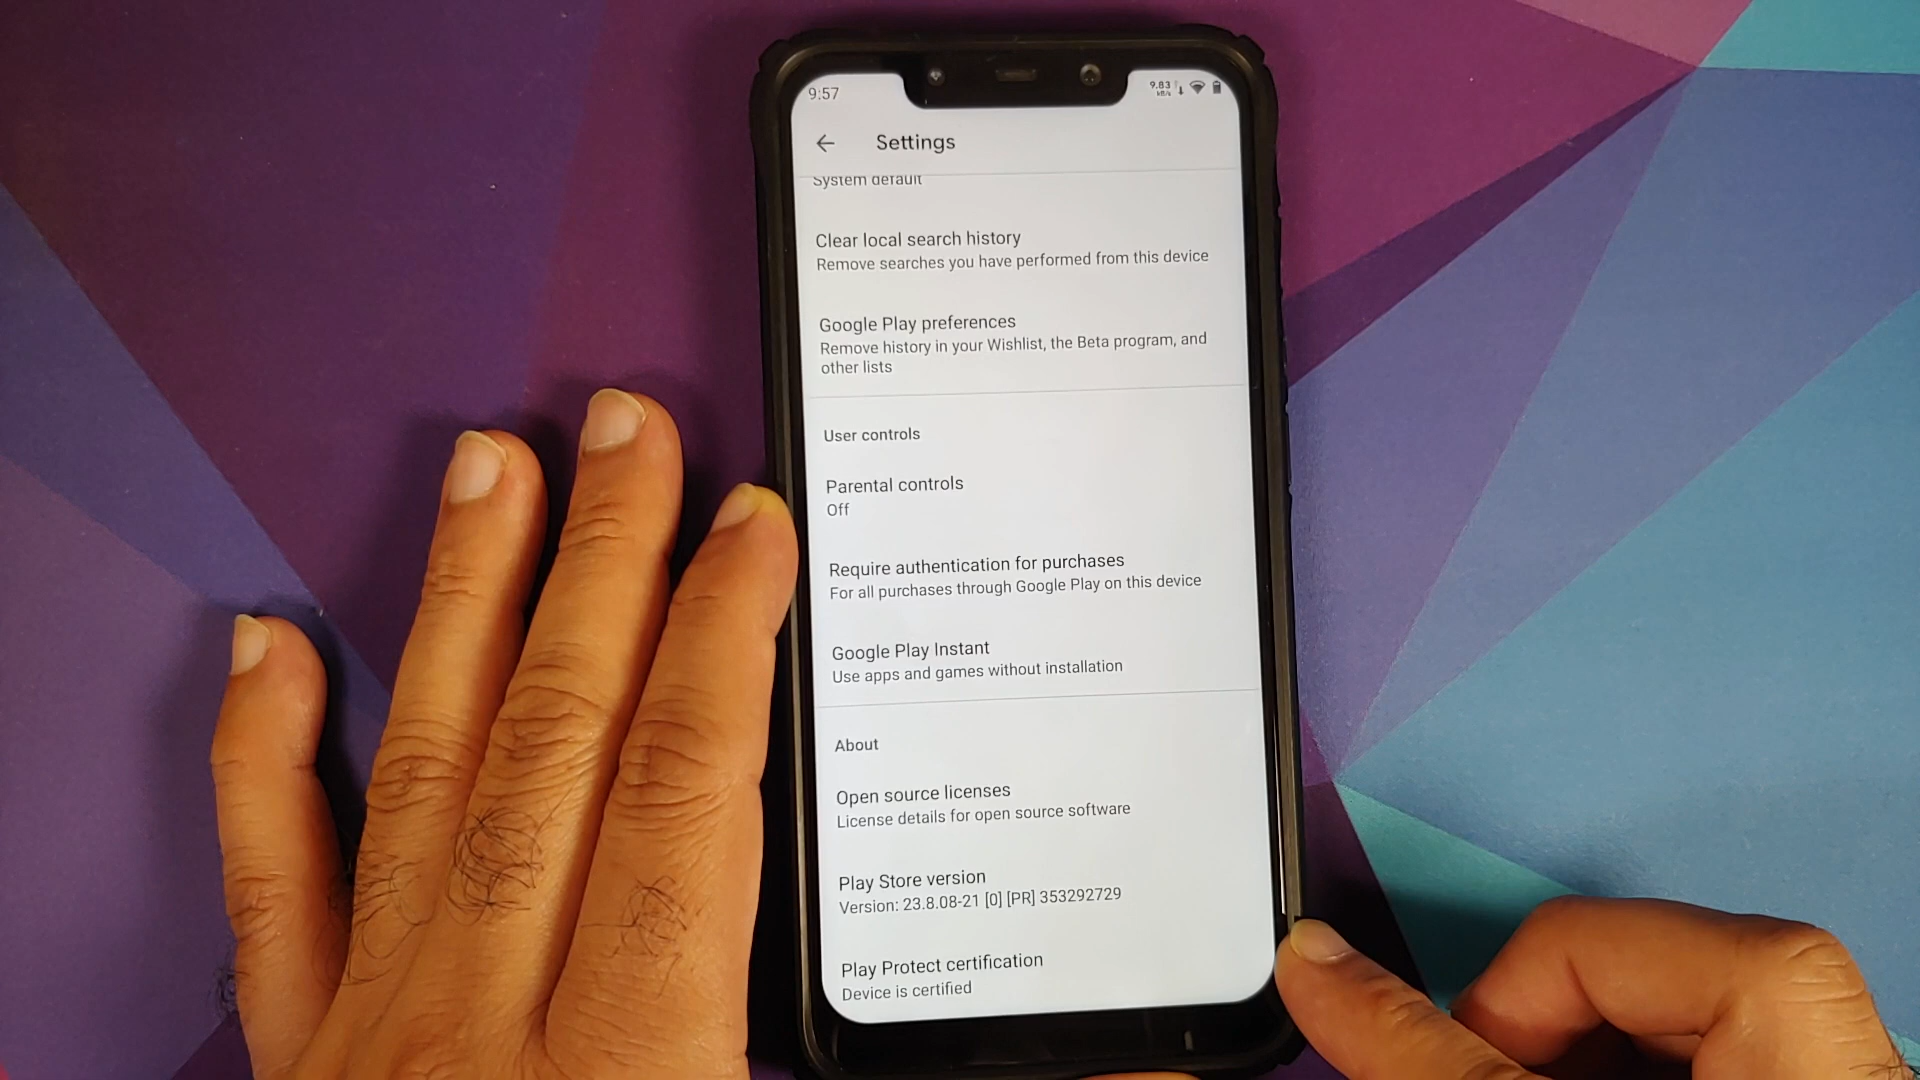 9:57
9.83
kB/s
Settings
System default
Clear local search history
Remove searches you have performed from this device
Google Play preferences
Remove history in your Wishlist, the Beta program, and
other lists
User controls
Parental controls
Off
Require authentication for purchases
For all purchases through Google Play on this device
Google Play Instant
Use apps and games without installation
About
Open source licenses
License details for open source software
Play Store version
Version: 23.8.08-21 [0] [PR] 353292729
Play Protect certification
Device is certified